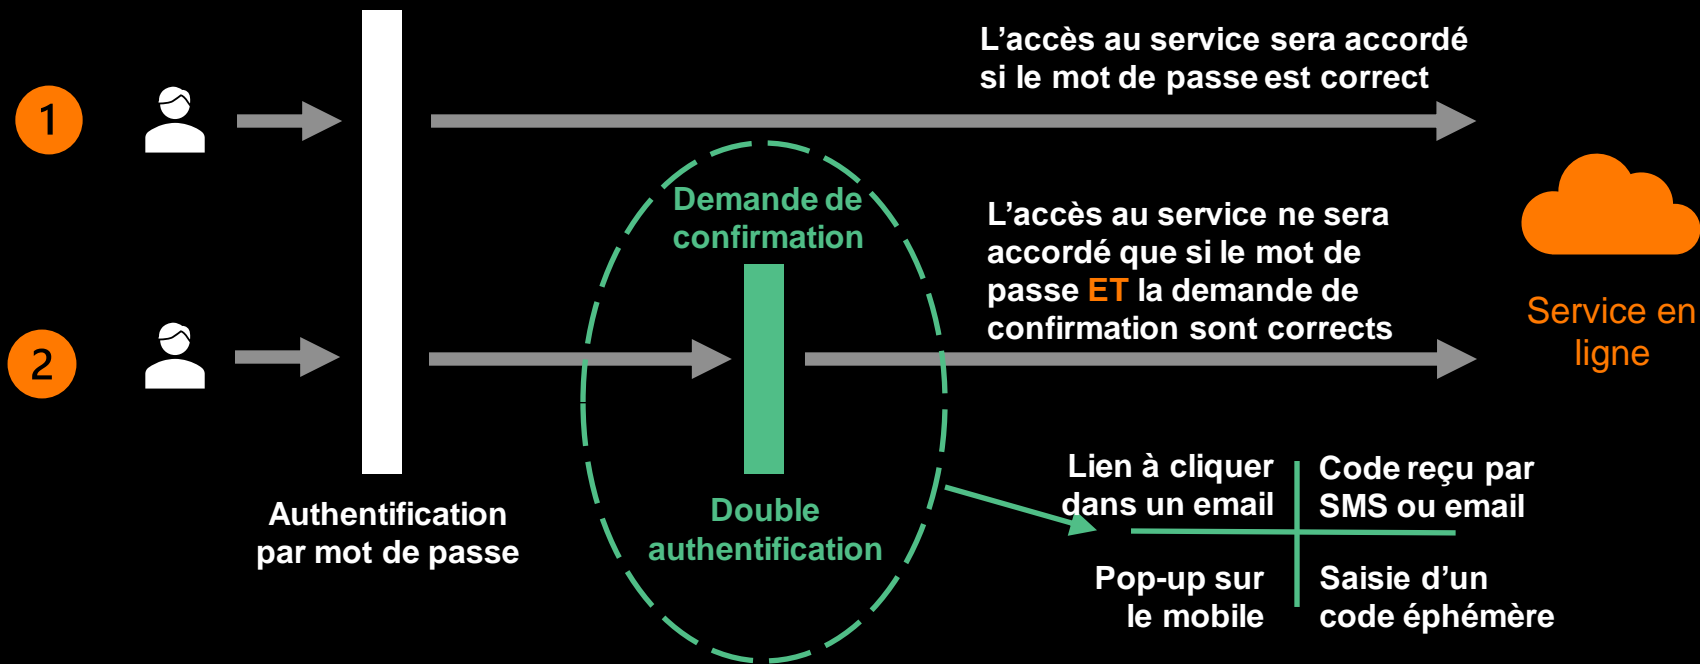 L’accès au service sera accordé
si le mot de passe est correct
1
Demande de
confirmation
L’accès au service ne sera
accordé que si le mot de
passe ET la demande de
confirmation sont corrects
2
Service en
ligne
Authentification
par mot de passe
Double
authentification
Lien à cliquer
dans un email
Code reçu par
SMS ou email
Pop-up sur
le mobile
Saisie d’un
code éphémère